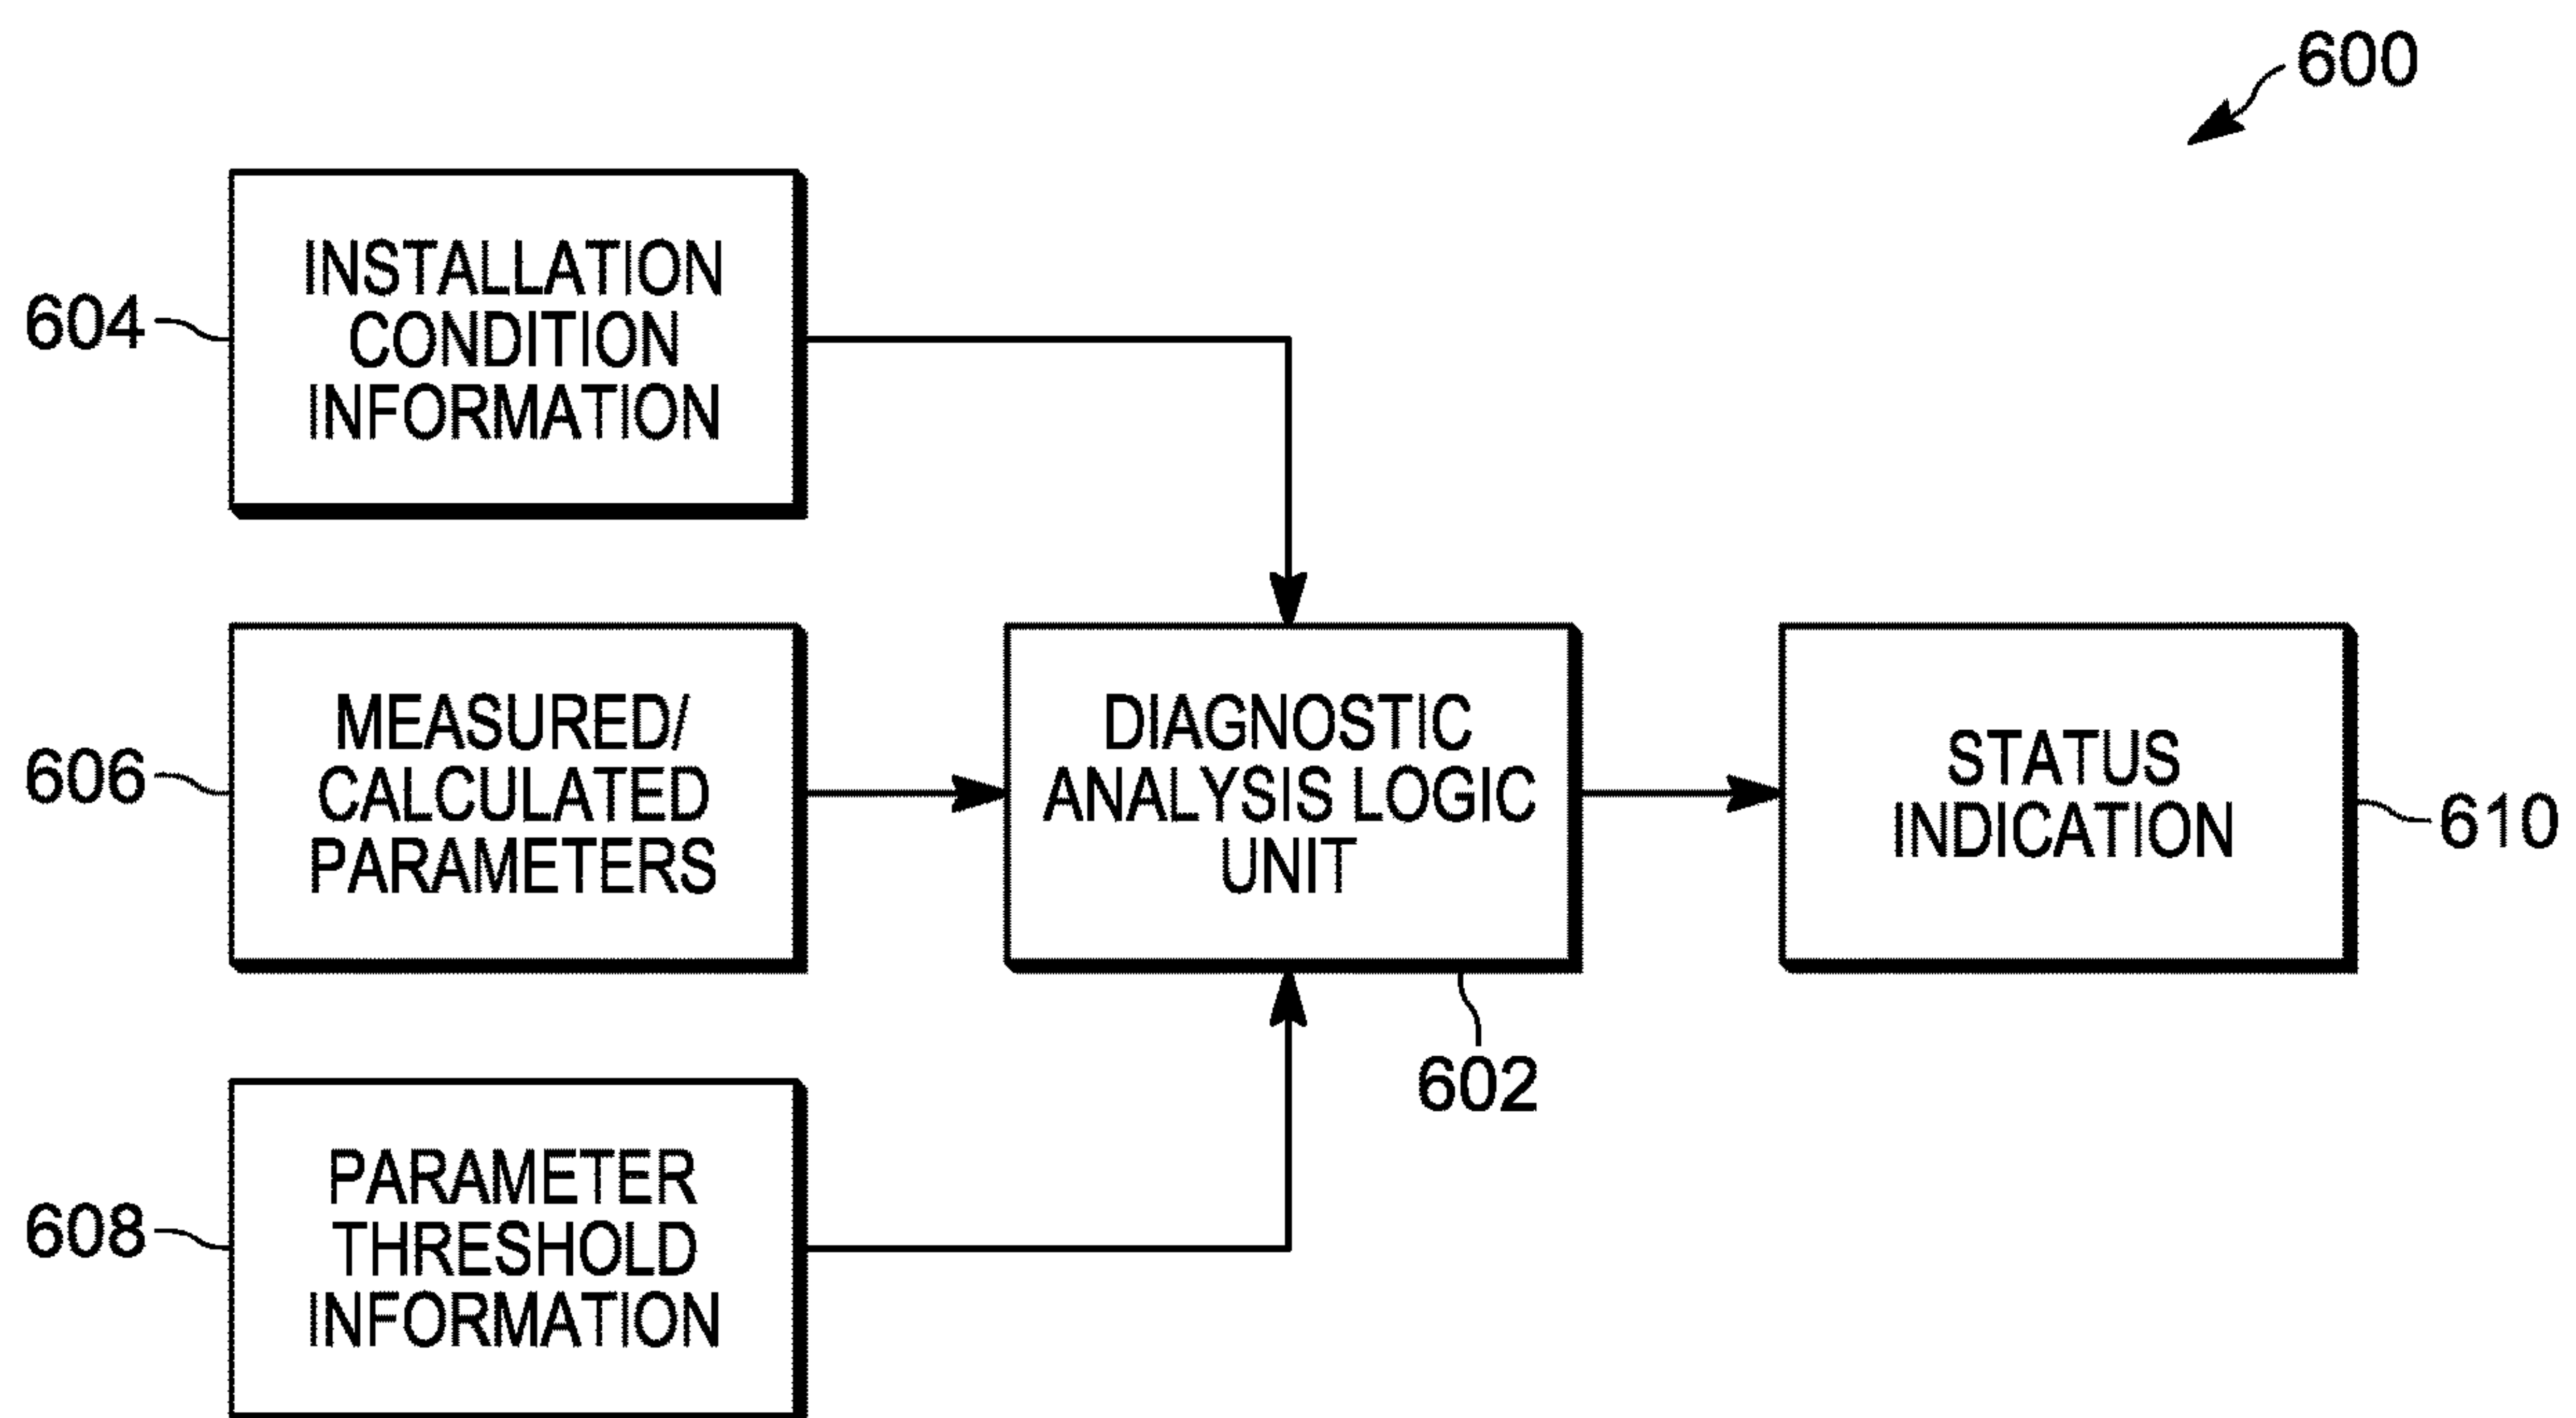 600
INSTALLATION
CONDITION
INFORMATION
604
MEASURED/
CALCULATED
PARAMETERS
606
DIAGNOSTIC
ANALYSIS LOGIC
UNIT
602
STATUS
INDICATION
610
PARAMETER
THRESHOLD
INFORMATION
608